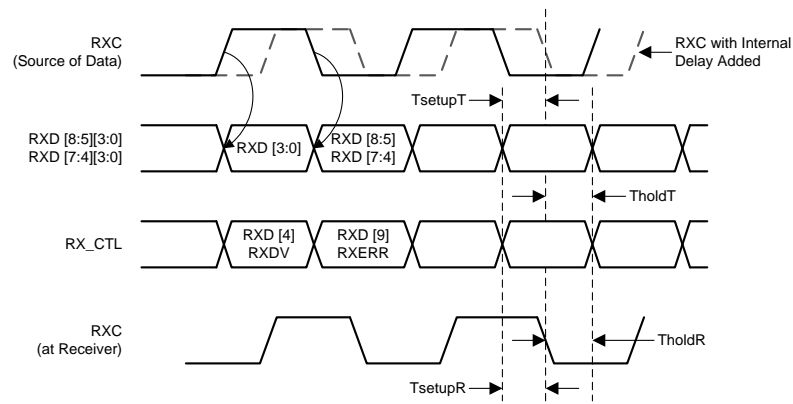 RXC
(Source of Data)
RXC with Internal
Delay Added
TsetupT
RXD [8:5][3:0]
RXD [7:4][3:0]
RXD [3:0]
RXD [8:5]
RXD [7:4]
TholdT
RX_CTL
RXD [4]
RXDV
RXD [9]
RXERR
RXC
(at Receiver)
TholdR
TsetupR